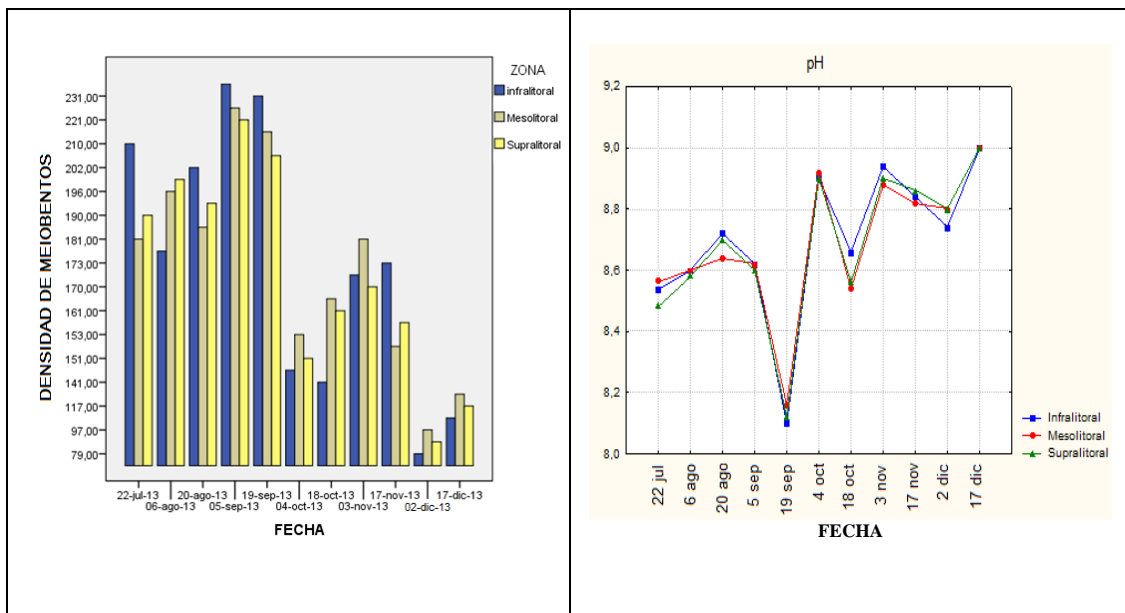 ZONA
infralitoral
Mesolitoral
Supralitoral
DENSIDAD DE MEIOBENTOS
231,00
221,00
210,00
202,00
196,00
190,00
181,00
173,00
170,00
161,00
153,00
151,00
141,00
117,00
97,00
79,00
22-jul-13 20-ago-13 19-sep-13 18-oct-13 17-nov-13 17-dic-13
06-ago-13 05-sep-13 04-oct-13 03-nov-13 02-dic-13
FECHA
pH
9,2
9,0
8,8
8,6
8,4
8,2
8,0
22 jul
6 ago
20 ago
5 sep
19 sep
4 oct
18 oct
3 nov
17 nov
2 dic
17 dic
Infralitoral
Mesolitoral
Supralitoral
FECHA